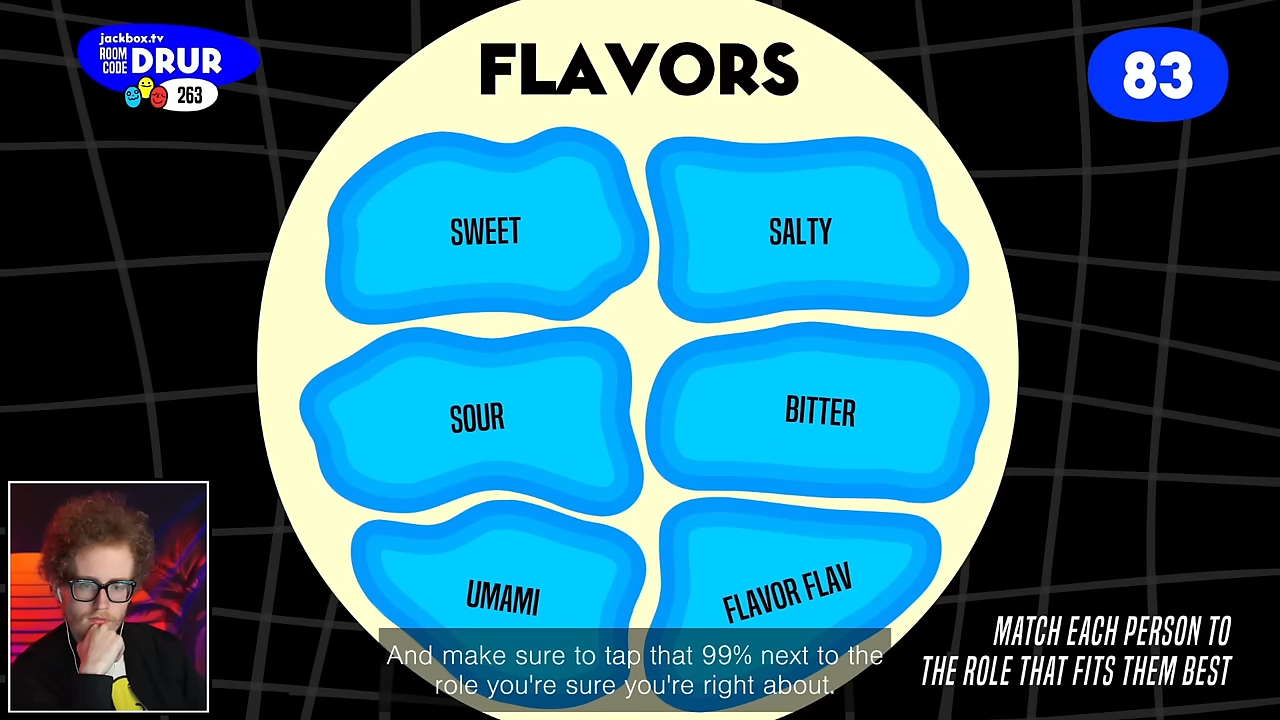 jackbox.tv
ROOM
CODE
DRUR
263
FLAVORS
83
SWEET
SALTY
SOUR
BITTER
UMAMI
FLAVOR FLAV
MATCH EACH PERSON TO
THE ROLE THAT FITS THEM BEST
And make sure to tap that 99% next to the
role you're sure you're right about.